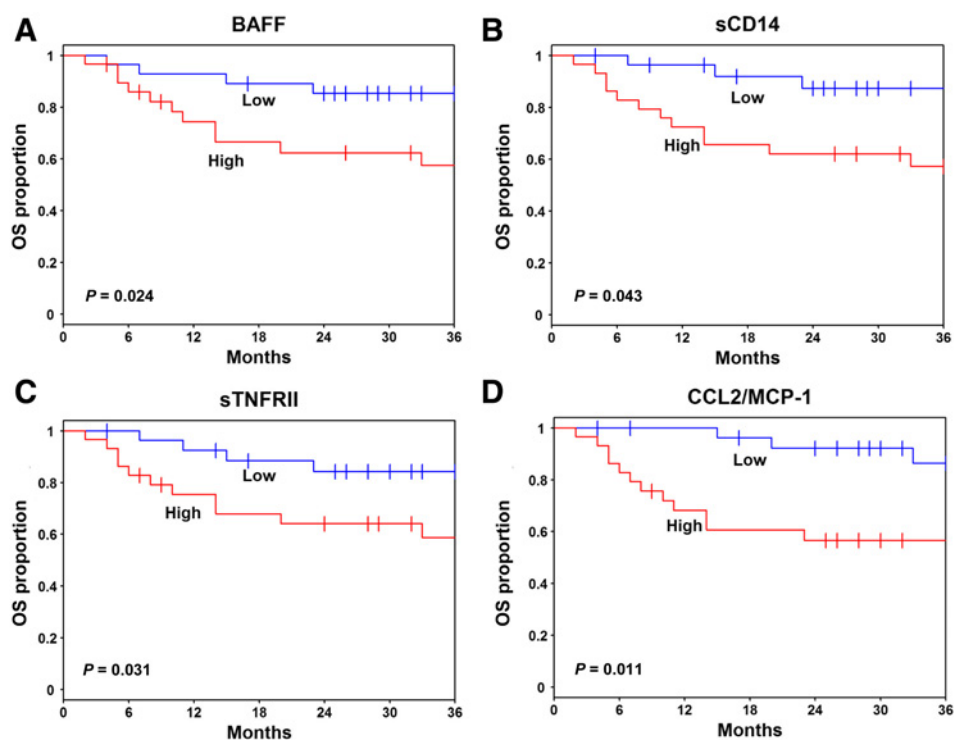 A
BAFF
OS proportion
1
0.8
0.6
0.4
0.2
0
Low
High
P = 0.024
0 6 12 18 24 30 36
Months
B
sCD14
OS proportion
1
0.8
0.6
0.4
0.2
0
Low
High
P = 0.043
0 6 12 18 24 30 36
Months
C
sTNFRII
OS proportion
1
0.8
0.6
0.4
0.2
0
Low
High
P = 0.031
0 6 12 18 24 30 36
Months
D
CCL2/MCP-1
OS proportion
1
0.8
0.6
0.4
0.2
0
Low
High
P = 0.011
0 6 12 18 24 30 36
Months